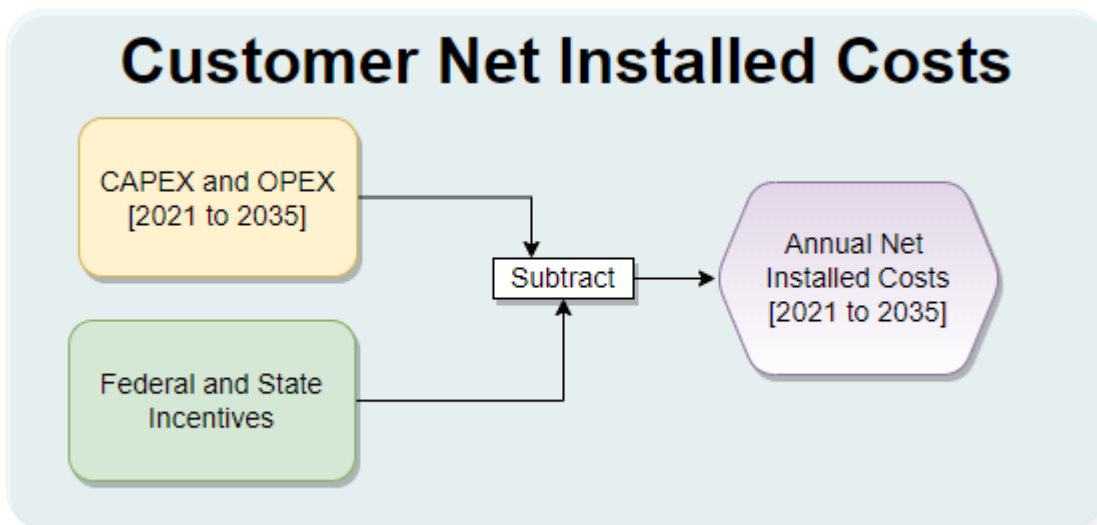 Customer Net Installed Costs
CAPEX and OPEX
[2021 to 2035]
Subtract
Annual Net
Installed Costs
[2021 to 2035]
Federal and State
Incentives